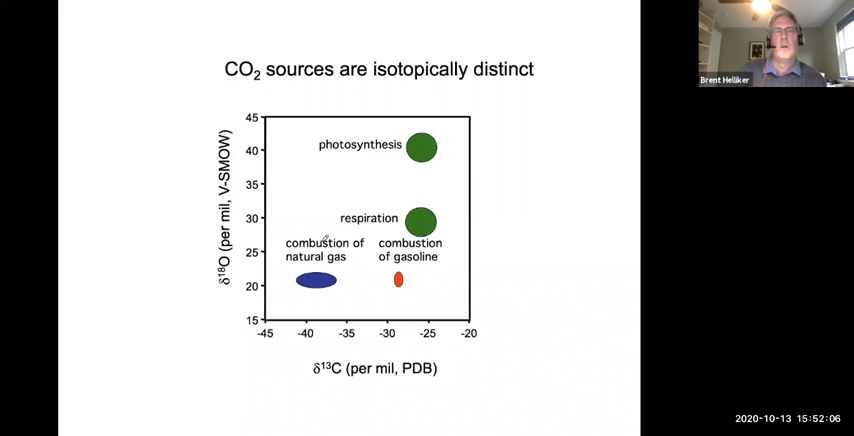 CO₂ sources are isotopically distinct
Brent Helliker
δ¹⁸O (per mil, V-SMOW)
45
40
35
30
25
20
15
photosynthesis
respiration
combustion of
natural gas
combustion
of gasoline
-45
-40
-35
-30
-25
-20
δ¹³C (per mil, PDB)
2020-10-13 15:52:06